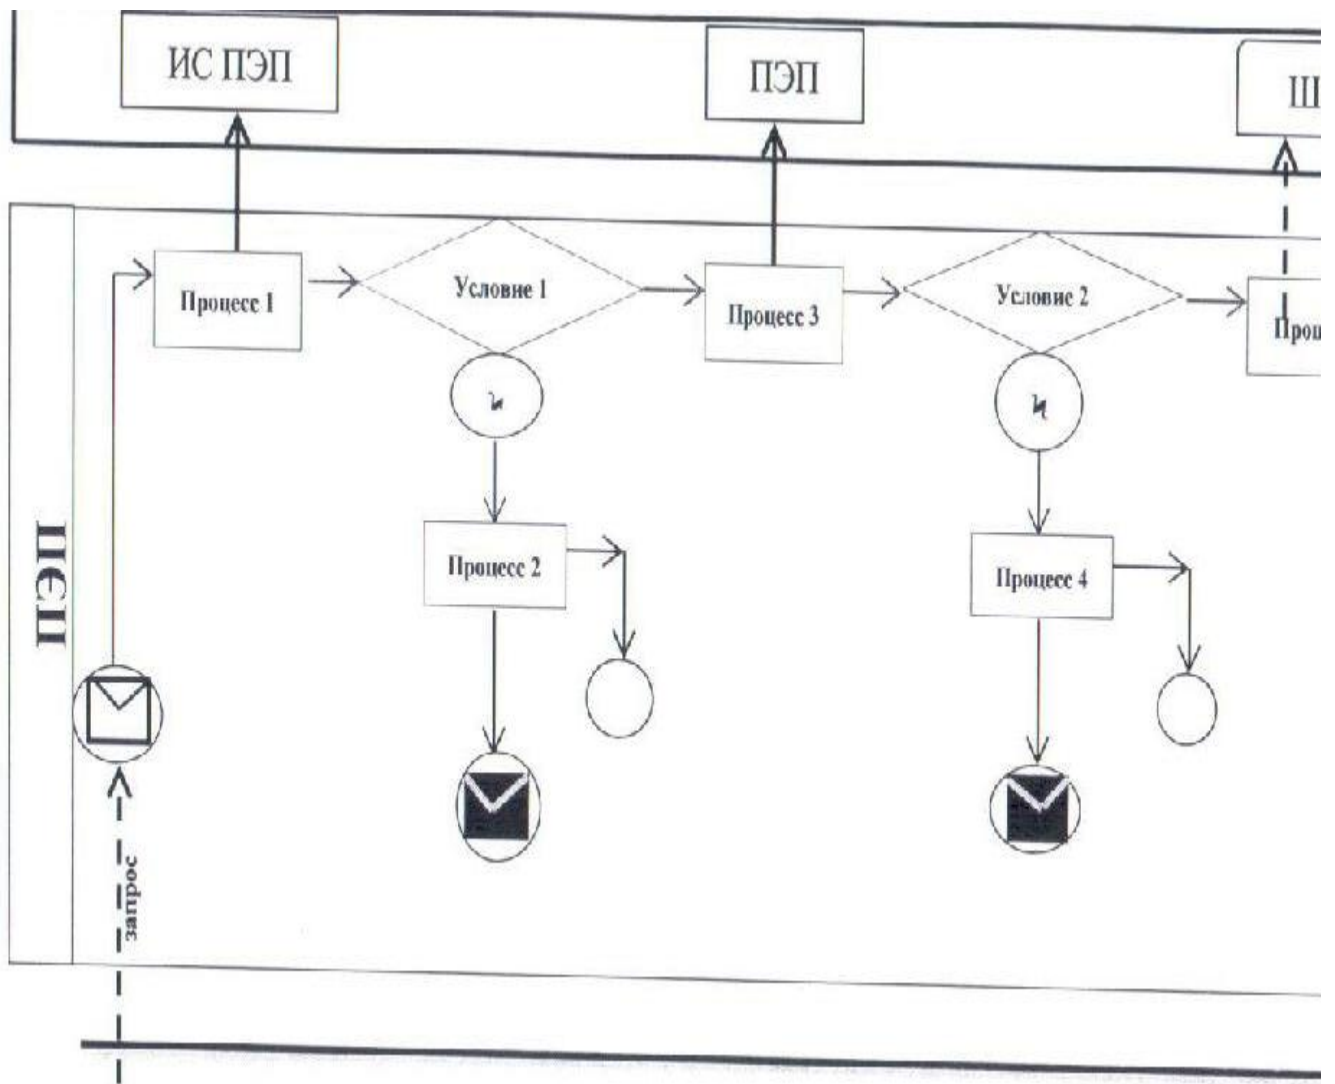 ИС ПЭП
ПЭП
Ш
Процесс 1
Условие 1
Процесс 3
Условие 2
Проц
Процесс 2
Процесс 4
ПЭП
запрос